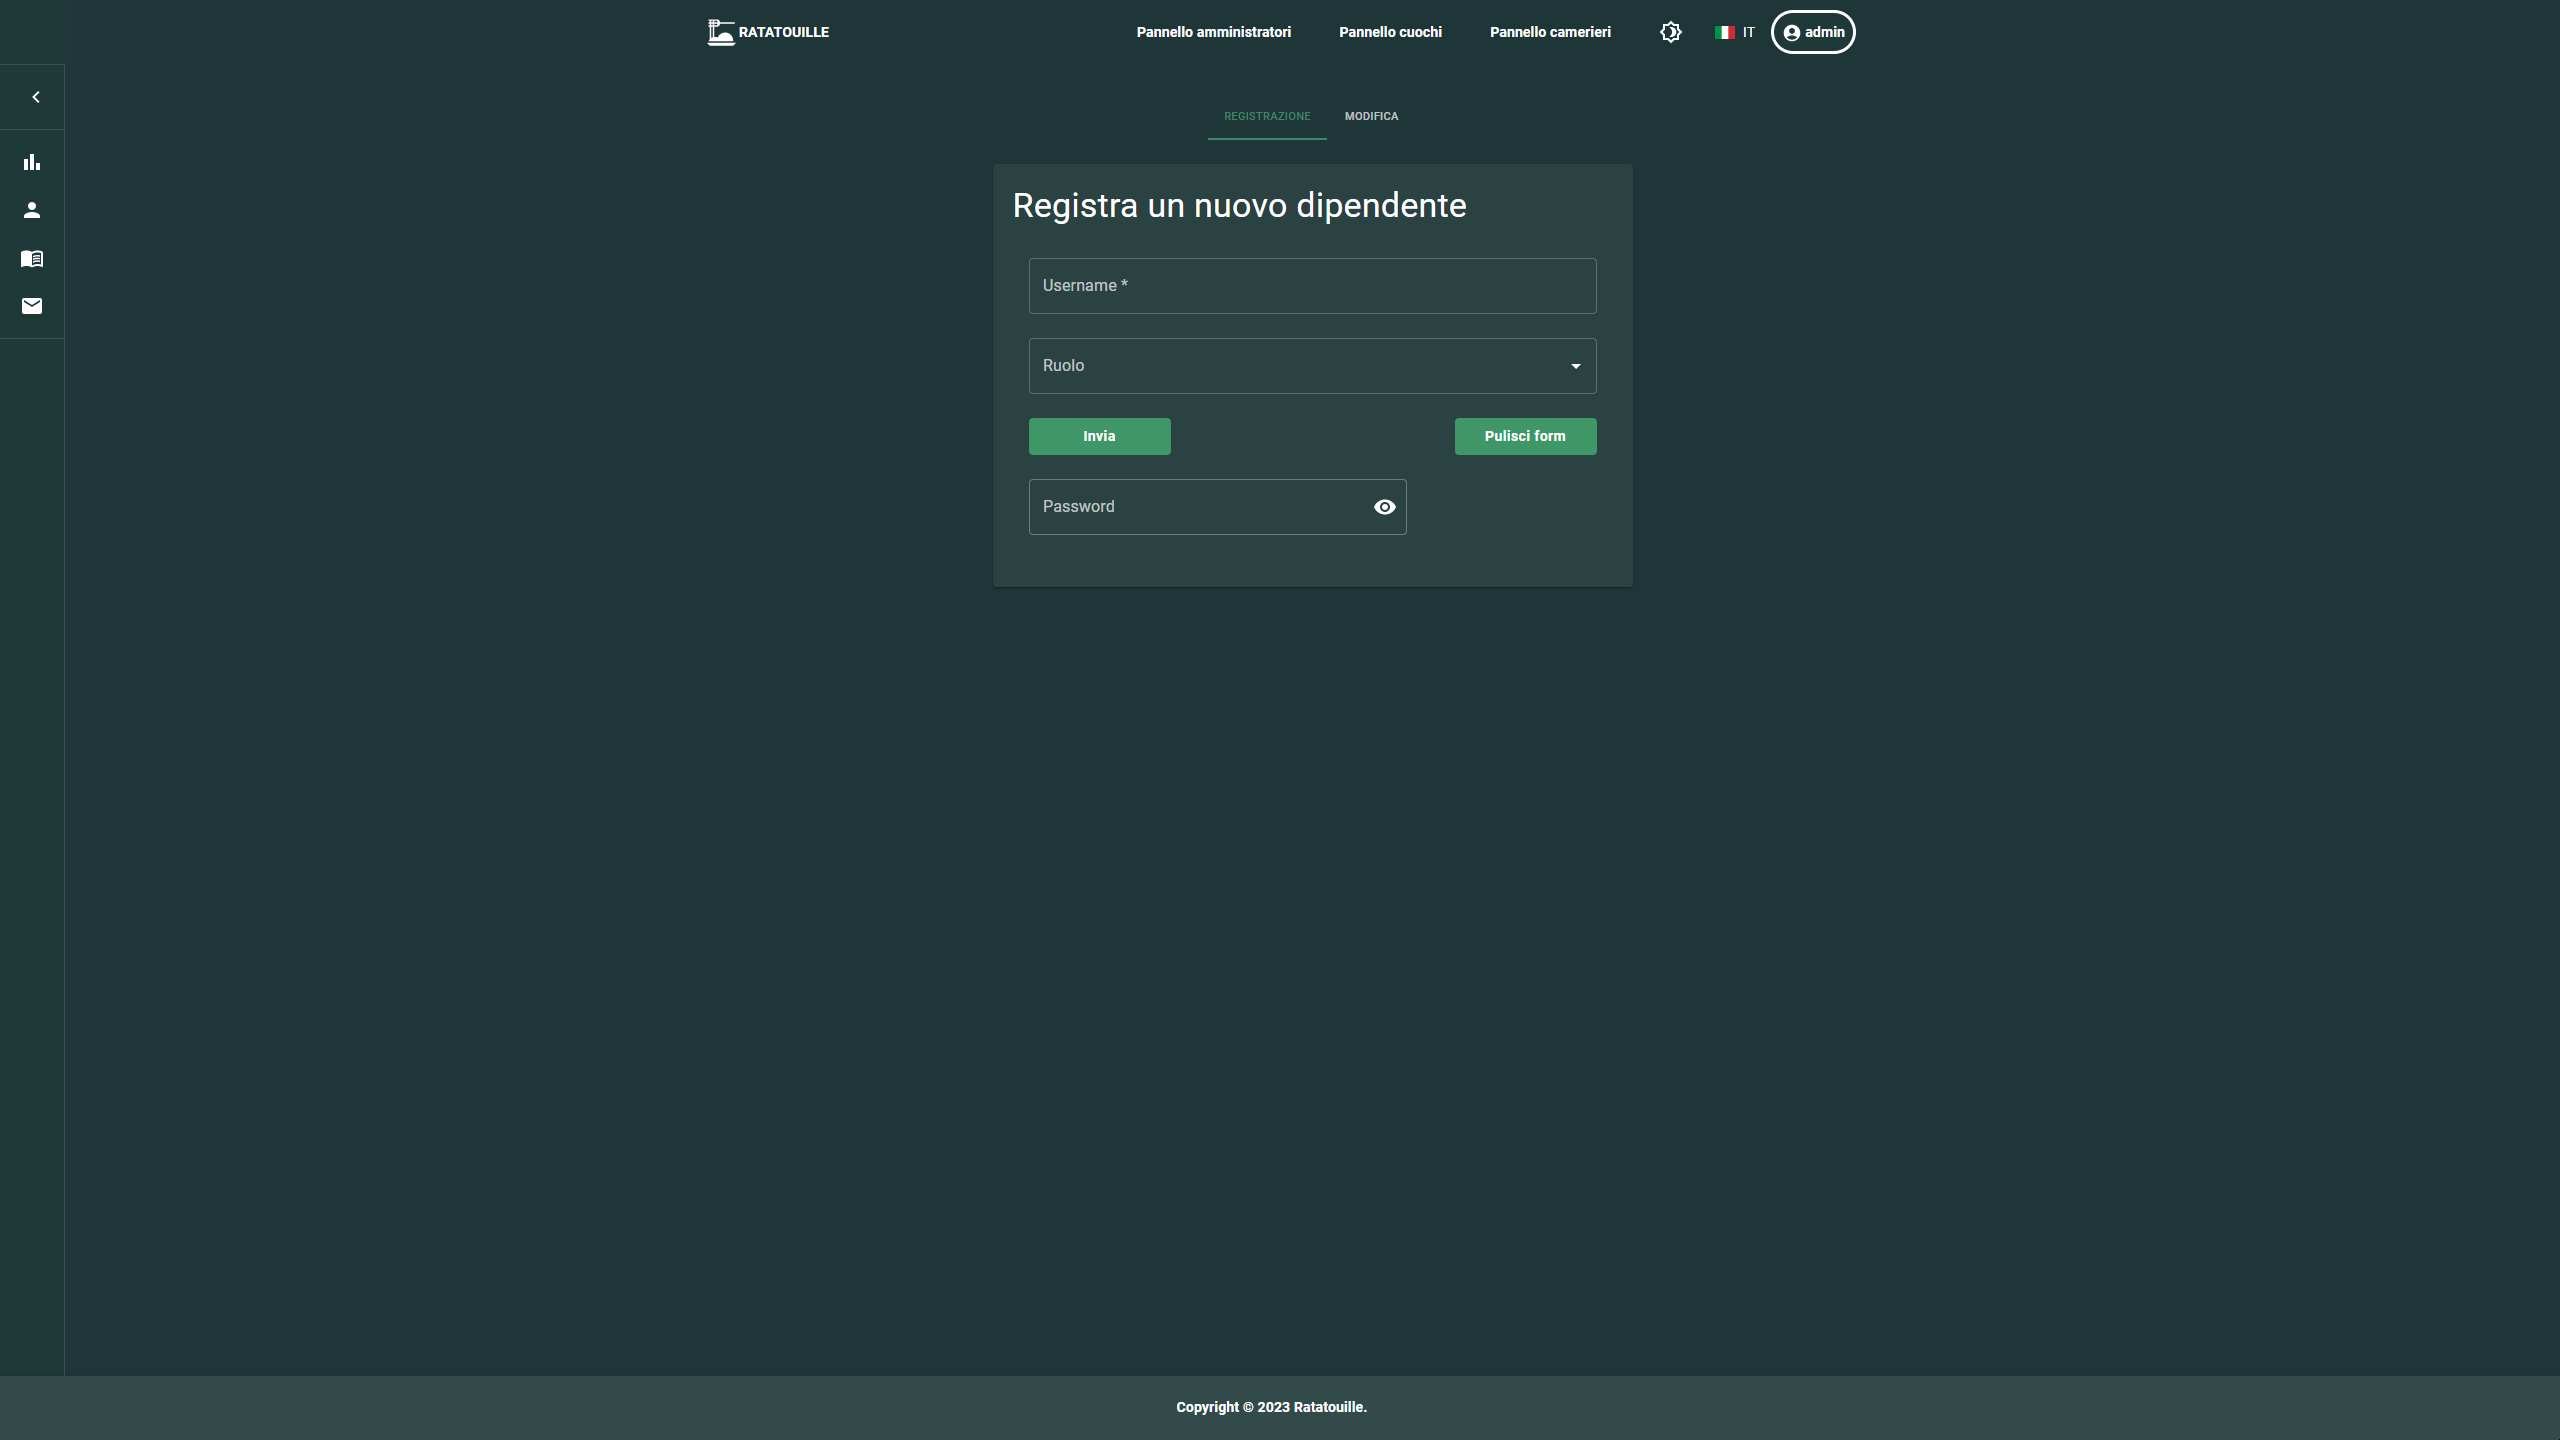 RATATOUILLE
Pannello amministratori
Pannello cuochi
Pannello camerieri
IT
admin
REGISTRAZIONE
MODIFICA
Registra un nuovo dipendente
Username *
Ruolo
Invia
Pulisci form
Password
Copyright © 2023 Ratatouille.